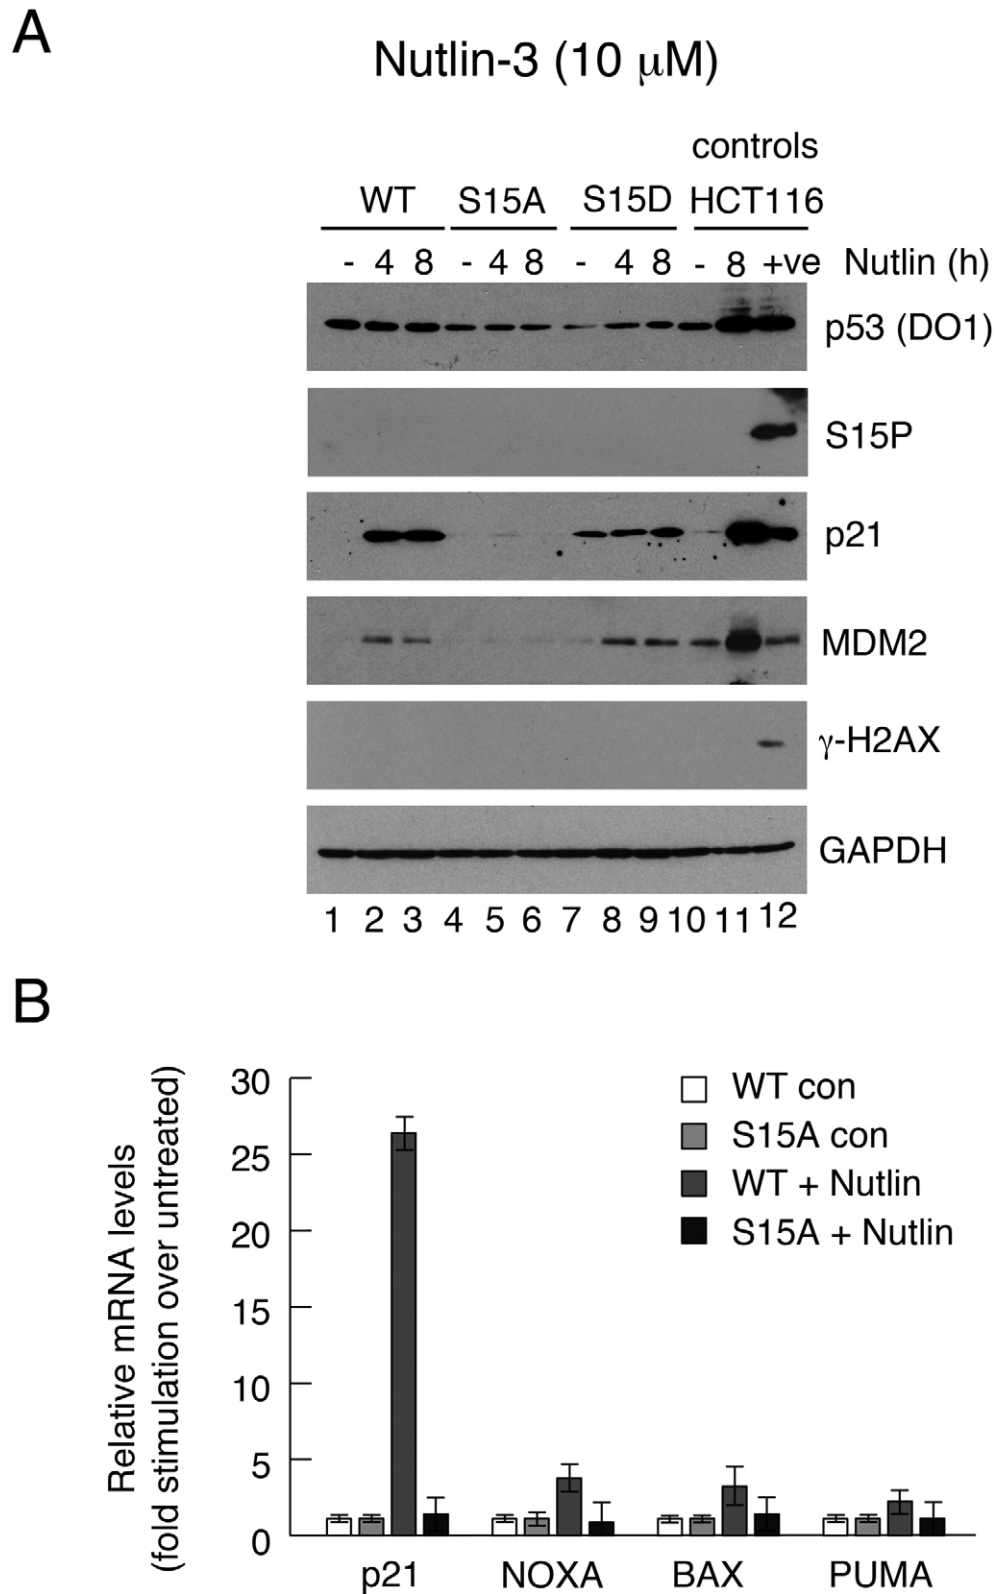 A
Nutlin-3 (10 μM)
controls
WT S15A S15D HCT116
- 4 8 - 4 8 - 4 8 - 8 +ve Nutlin (h)
p53 (DO1)
S15P
p21
MDM2
γ-H2AX
GAPDH
1 2 3 4 5 6 7 8 9 10 11 12
B
Relative mRNA levels
(fold stimulation over untreated)
30
25
20
15
10
5
0
WT con
S15A con
WT + Nutlin
S15A + Nutlin
p21 NOXA BAX PUMA